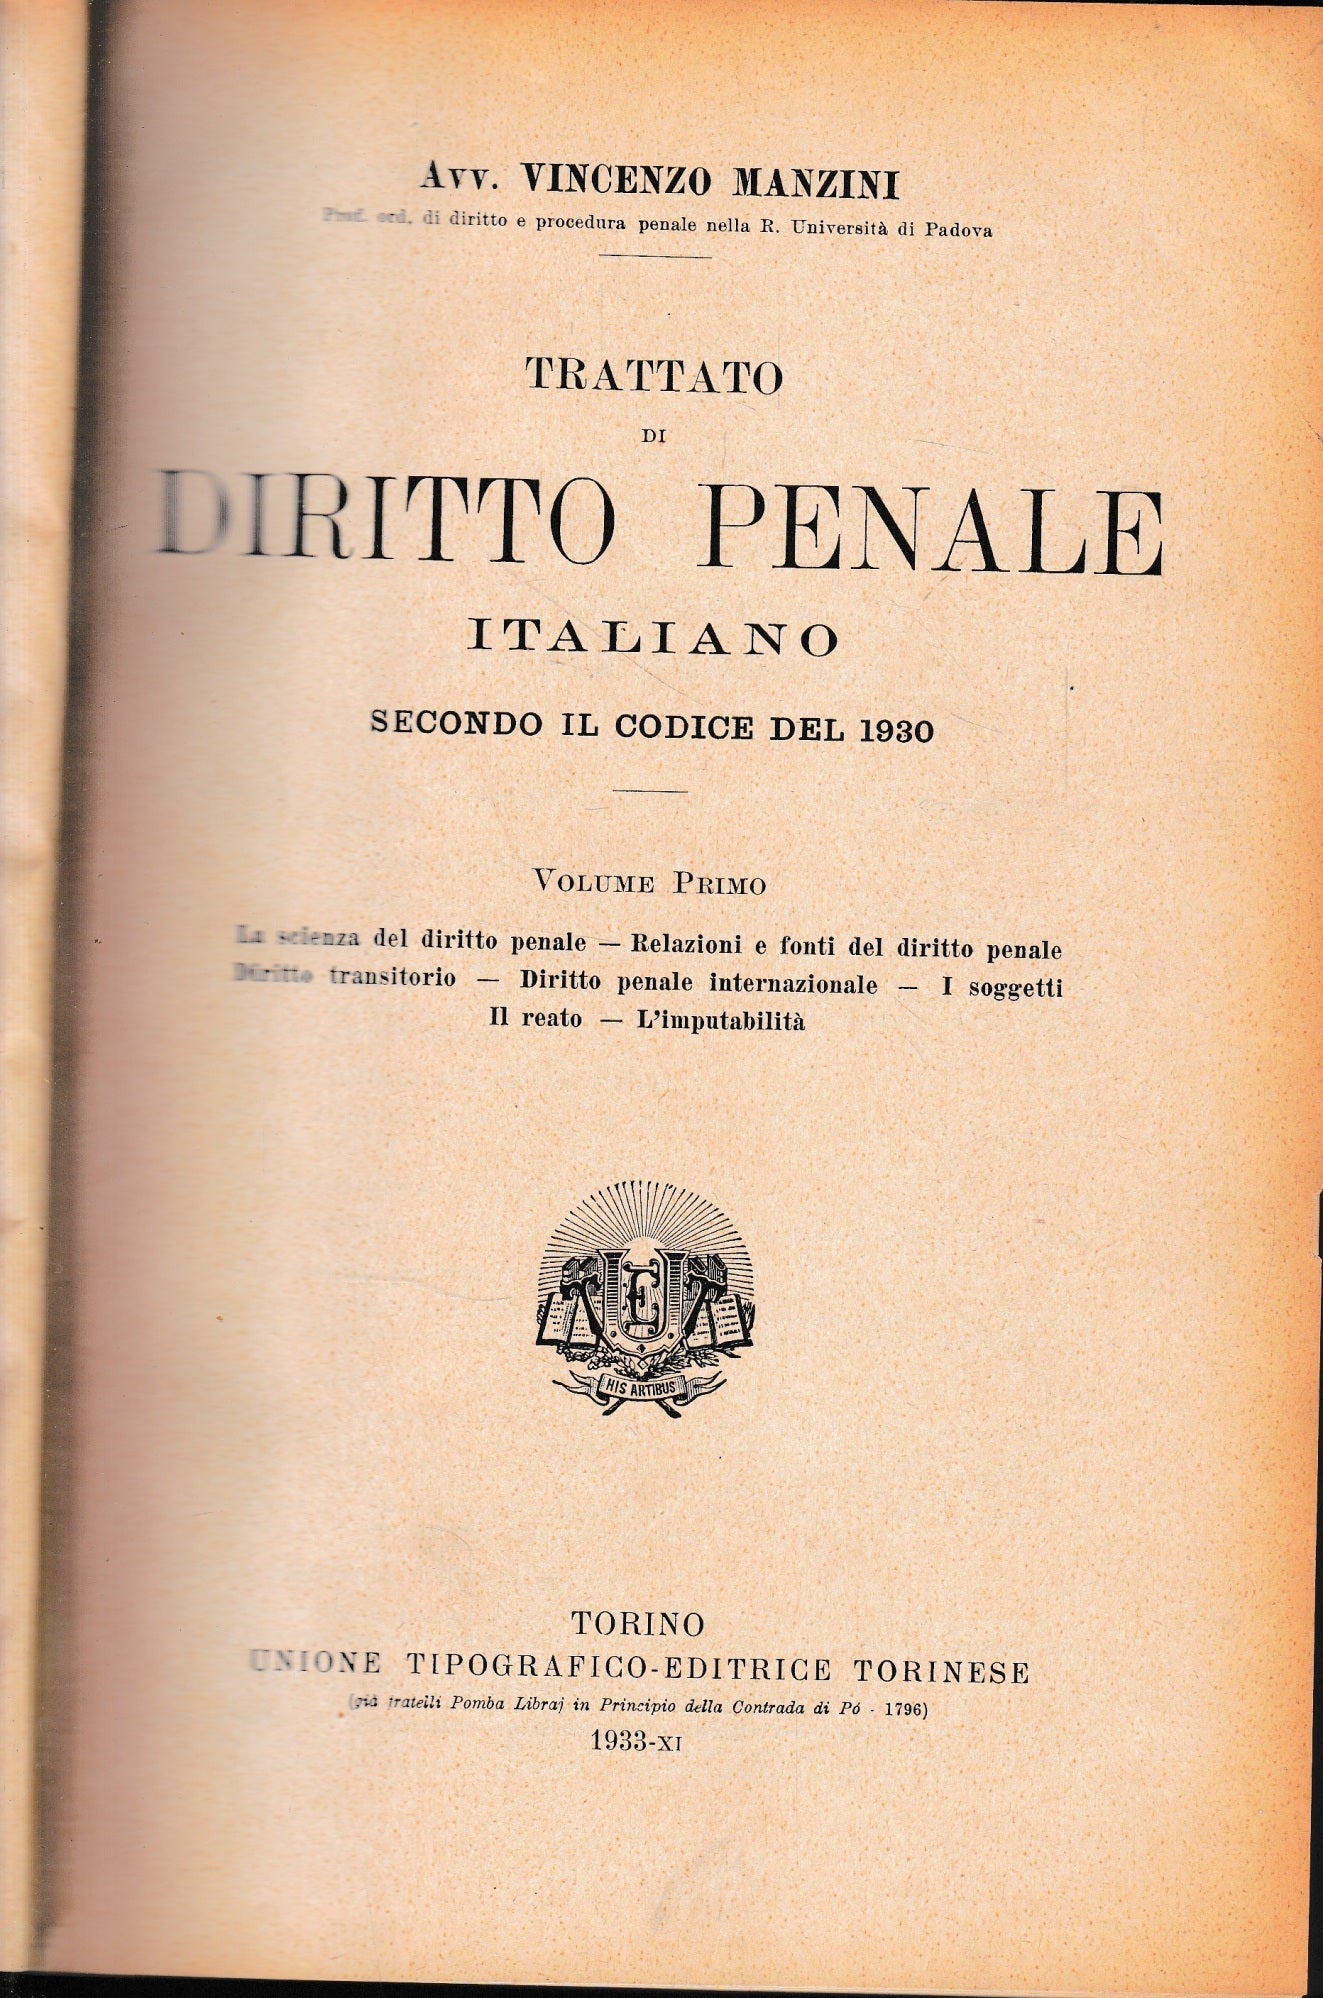 Avv. VINCENZO MANZINI
Prof. ord. di diritto e procedura penale nella R. Università di Padova
TRATTATO
DI
DIRITTO PENALE
ITALIANO
SECONDO IL CODICE DEL 1930
VOLUME PRIMO
La scienza del diritto penale — Relazioni e fonti del diritto penale
Diritto transitorio — Diritto penale internazionale — I soggetti
Il reato — L'imputabilità
UTET
HIS ARTIBUS
TORINO
UNIONE TIPOGRAFICO-EDITRICE TORINESE
(già fratelli Pomba Libraj in Principio della Contrada di Pó - 1796)
1933-XI